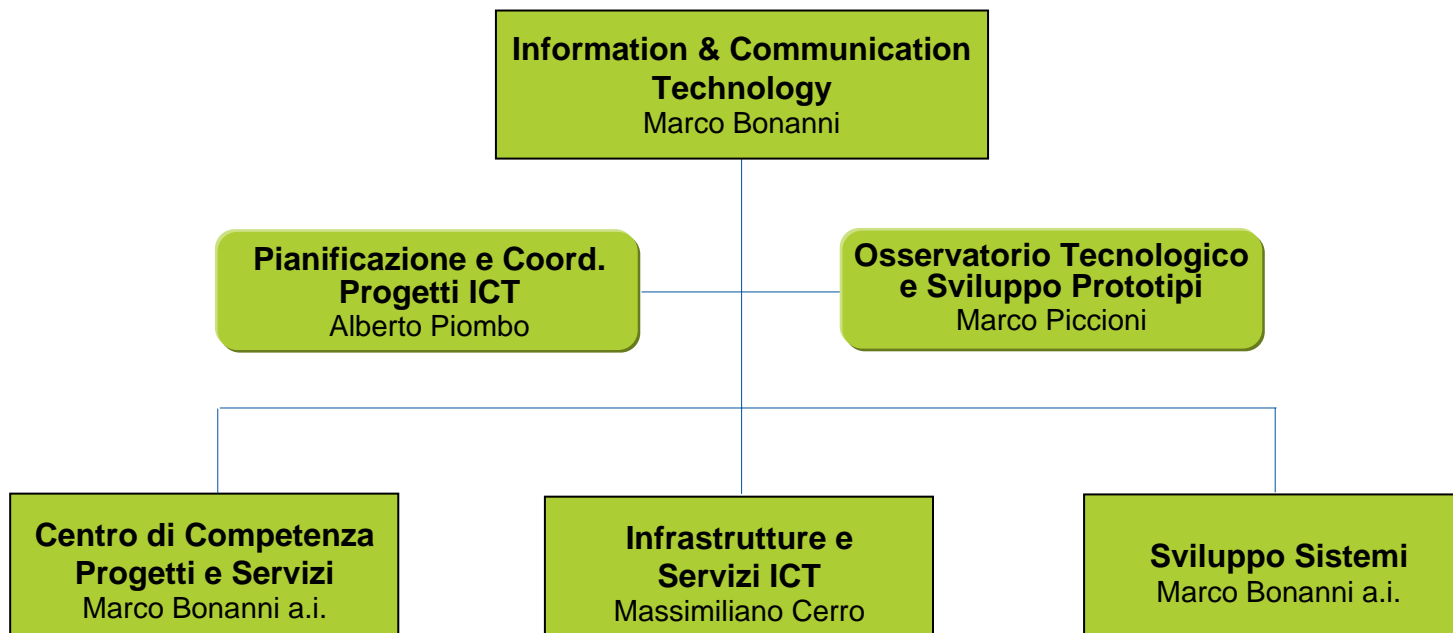 Information & Communication
Technology
Marco Bonanni
Pianificazione e Coord.
Progetti ICT
Alberto Piombo
Osservatorio Tecnologico
e Sviluppo Prototipi
Marco Piccioni
Centro di Competenza
Progetti e Servizi
Marco Bonanni a.i.
Infrastrutture e
Servizi ICT
Massimiliano Cerro
Sviluppo Sistemi
Marco Bonanni a.i.